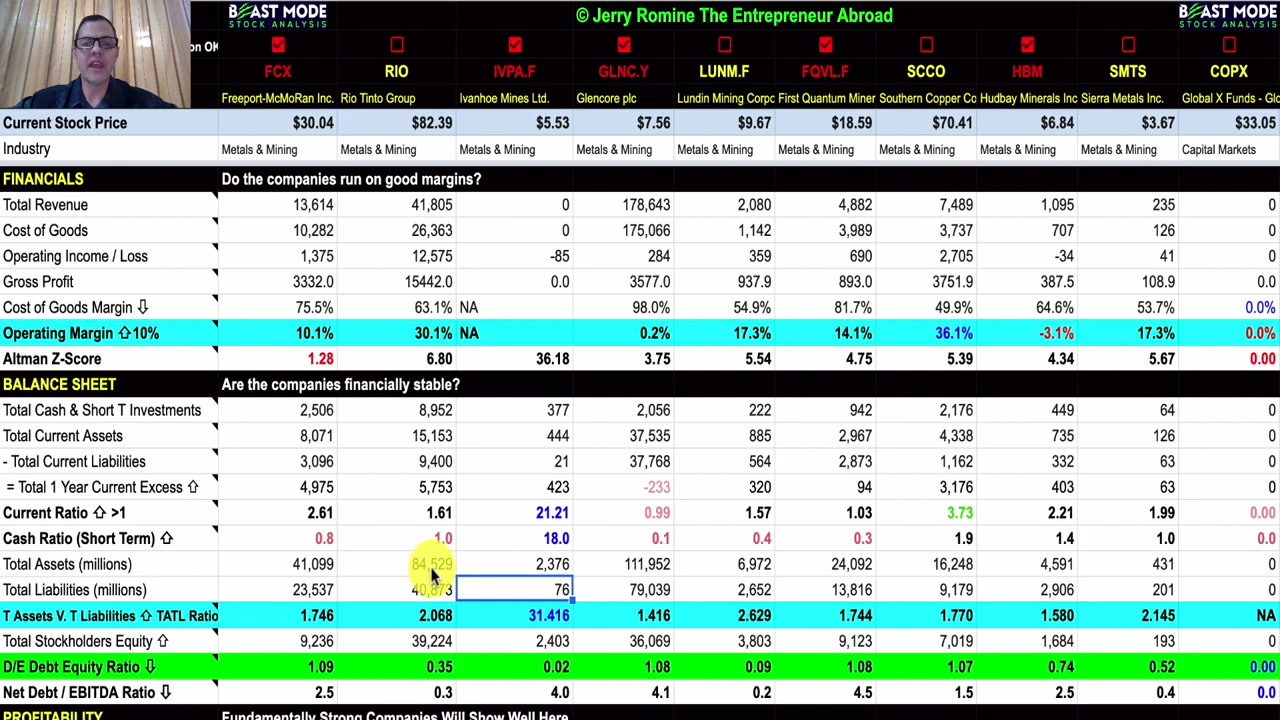 BEAST MODE © Jerry Romine The Entrepreneur Abroad BEAST MODE
STOCK ANALYSIS STOCK ANALYSIS
on OK
FCX RIO IVPA.F GLNC.Y LUNM.F FQVL.F SCCO HBM SMTS COPX
Freeport-McMoRan Inc. Rio Tinto Group Ivanhoe Mines Ltd. Glencore plc Lundin Mining Corpo First Quantum Miner Southern Copper Co Hudbay Minerals Inc Sierra Metals Inc. Global X Funds - Glo
Current Stock Price $30.04 $82.39 $5.53 $7.56 $9.67 $18.59 $70.41 $6.84 $3.67 $33.05
Industry Metals & Mining Metals & Mining Metals & Mining Metals & Mining Metals & Mining Metals & Mining Metals & Mining Metals & Mining Metals & Mining Capital Markets
FINANCIALS Do the companies run on good margins?
Total Revenue 13,614 41,805 0 178,643 2,080 4,882 7,489 1,095 235 0
Cost of Goods 10,282 26,363 0 175,066 1,142 3,989 3,737 707 126 0
Operating Income / Loss 1,375 12,575 -85 284 359 690 2,705 -34 41 0
Gross Profit 3332.0 15442.0 0.0 3577.0 937.9 893.0 3751.9 387.5 108.9 0.0
Cost of Goods Margin ⇩ 75.5% 63.1% NA 98.0% 54.9% 81.7% 49.9% 64.6% 53.7% 0.0%
Operating Margin ⇧10% 10.1% 30.1% NA 0.2% 17.3% 14.1% 36.1% -3.1% 17.3% 0.0%
Altman Z-Score 1.28 6.80 36.18 3.75 5.54 4.75 5.39 4.34 5.67 0.00
BALANCE SHEET Are the companies financially stable?
Total Cash & Short T Investments 2,506 8,952 377 2,056 222 942 2,176 449 64 0
Total Current Assets 8,071 15,153 444 37,535 885 2,967 4,338 735 126 0
- Total Current Liabilities 3,096 9,400 21 37,768 564 2,873 1,162 332 63 0
= Total 1 Year Current Excess ⇧ 4,975 5,753 423 -233 320 94 3,176 403 63 0
Current Ratio ⇧ >1 2.61 1.61 21.21 0.99 1.57 1.03 3.73 2.21 1.99 0.00
Cash Ratio (Short Term) ⇧ 0.8 1.0 18.0 0.1 0.4 0.3 1.9 1.4 1.0 0.0
Total Assets (millions) 41,099 84,529 2,376 111,952 6,972 24,092 16,248 4,591 431 0
Total Liabilities (millions) 23,537 40,873 76 79,039 2,652 13,816 9,179 2,906 201 0
T Assets V. T Liabilities ⇧ TATL Ratio 1.746 2.068 31.416 1.416 2.629 1.744 1.770 1.580 2.145 NA
Total Stockholders Equity ⇧ 9,236 39,224 2,403 36,069 3,803 9,123 7,019 1,684 193 0
D/E Debt Equity Ratio ⇩ 1.09 0.35 0.02 1.08 0.09 1.08 1.07 0.74 0.52 0.00
Net Debt / EBITDA Ratio ⇩ 2.5 0.3 4.0 4.1 0.2 4.5 1.5 2.5 0.4 0.0
PROFITABILITY Fundamentally Strong Companies Will Show Well Here